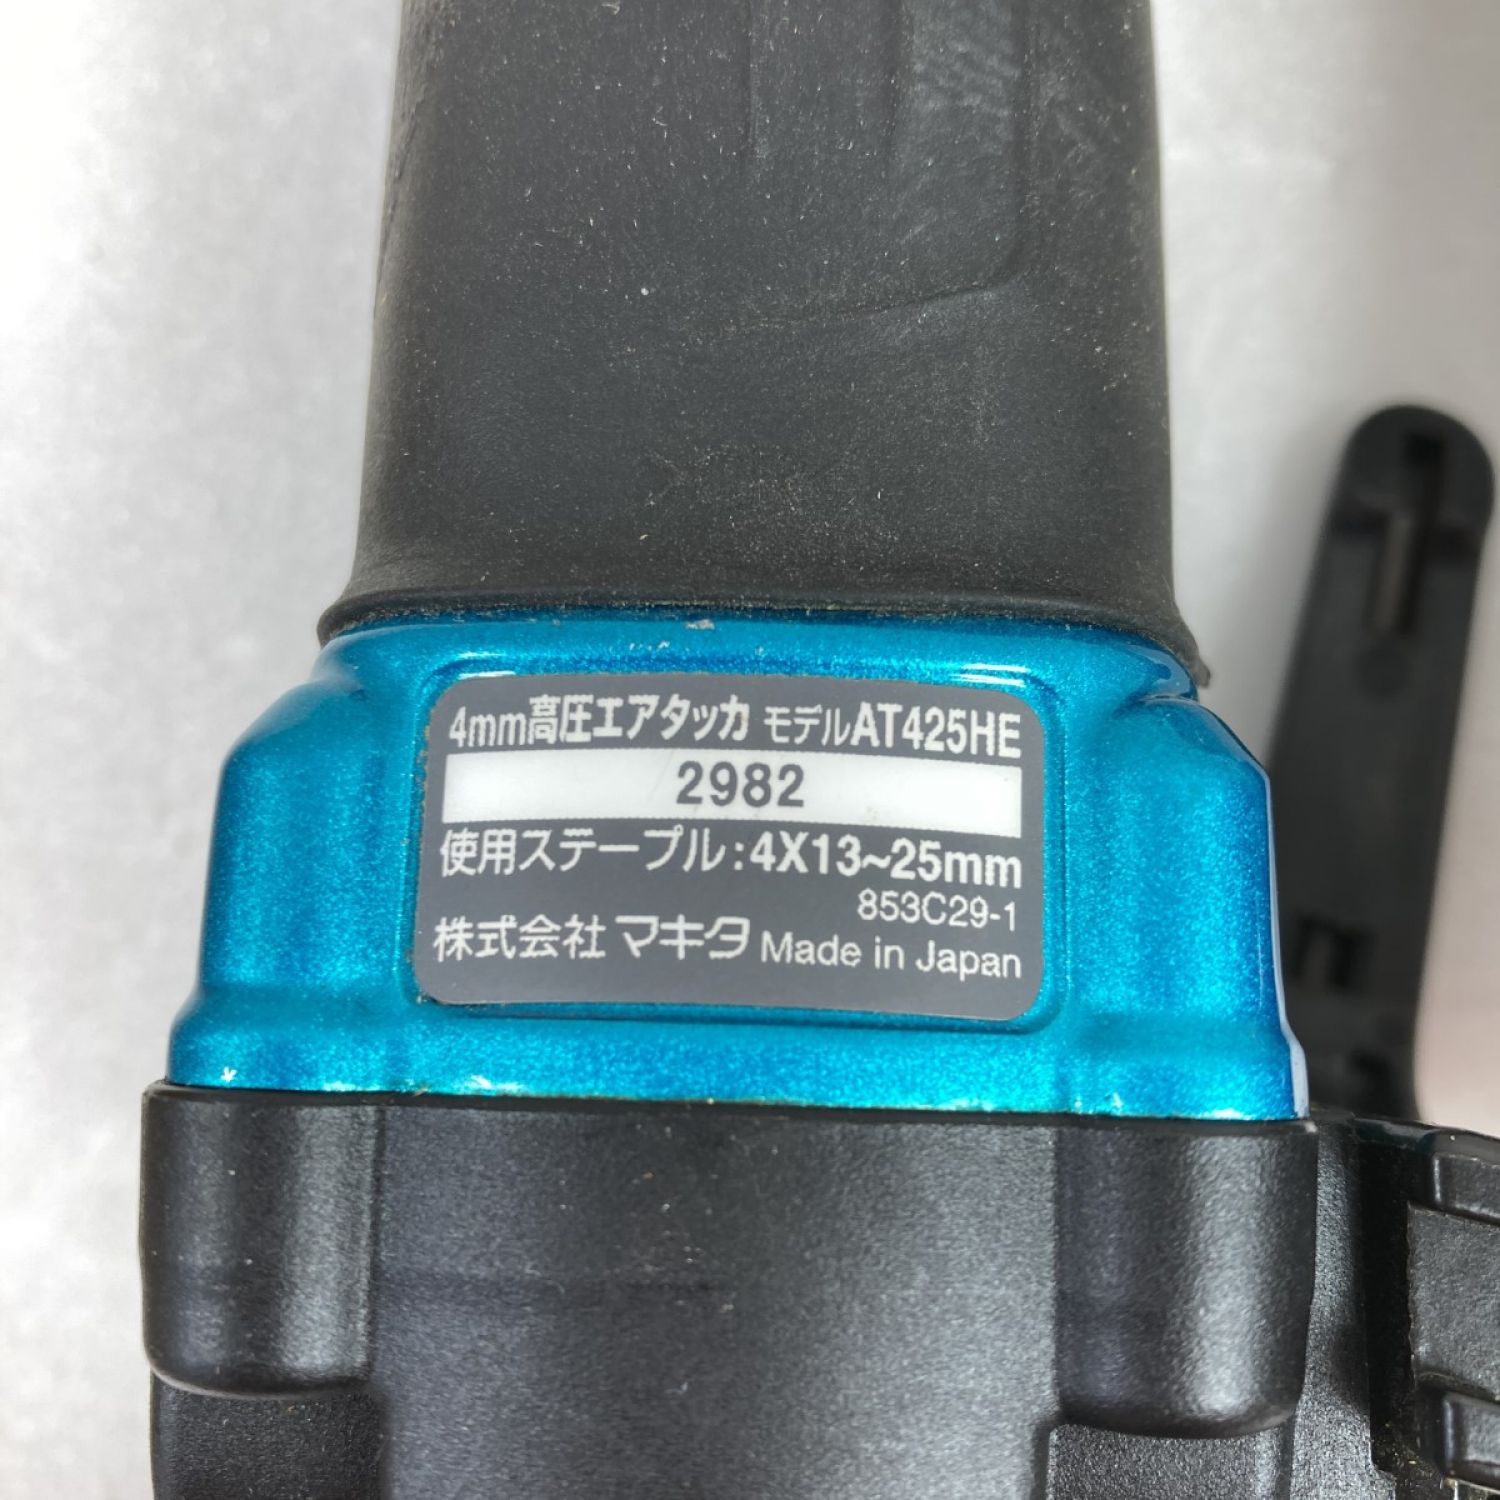 4mm高圧エアタッカ モデルAT425HE
2982
使用ステープル:4X13~25mm
853C29-1
株式会社 マキタ Made in Japan